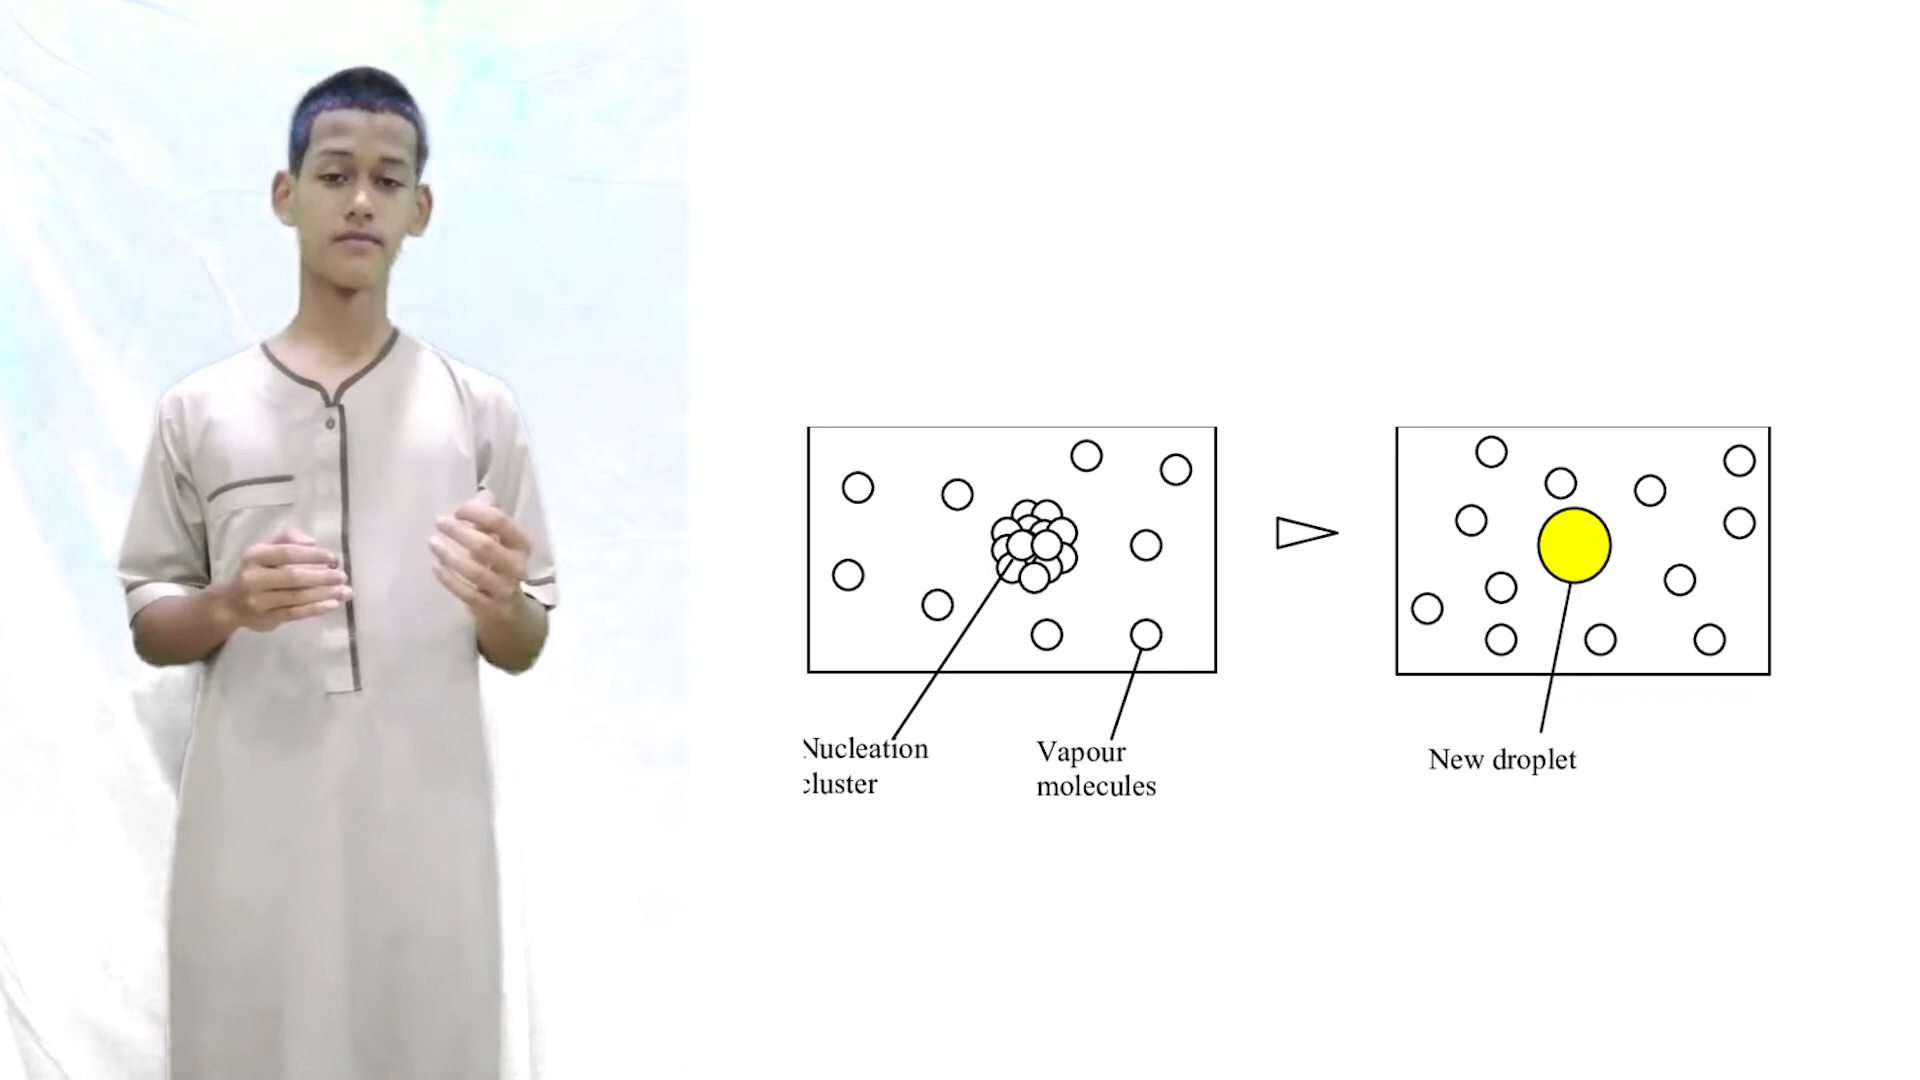 Nucleation
cluster
Vapour
molecules
New droplet